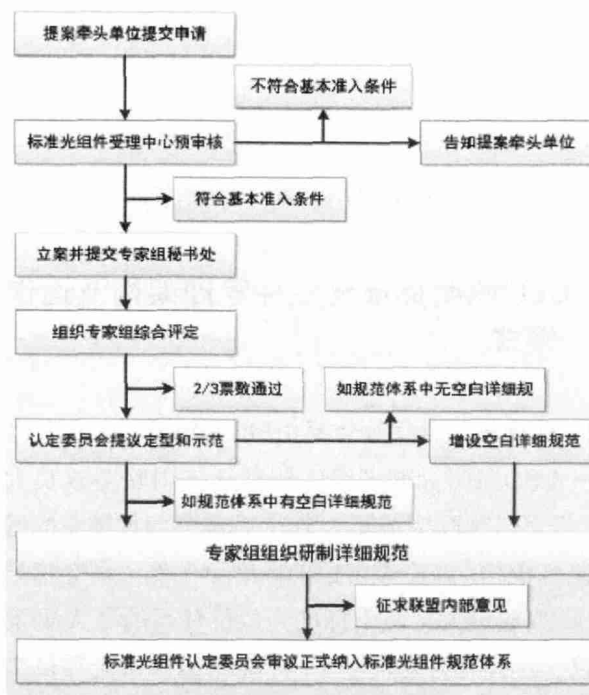 提案牵头单位提交申请
不符合基本准入条件
标准光组件受理中心预审核
告知提案牵头单位
符合基本准入条件
立案并提交专家组秘书处
组织专家组综合评定
2/3票数通过
如规范体系中无空白详细规
认定委员会提议定型和示范
增设空白详细规范
如规范体系中有空白详细规范
专家组组织研制详细规范
征求联盟内部意见
标准光组件认定委员会审议正式纳入标准光组件规范体系